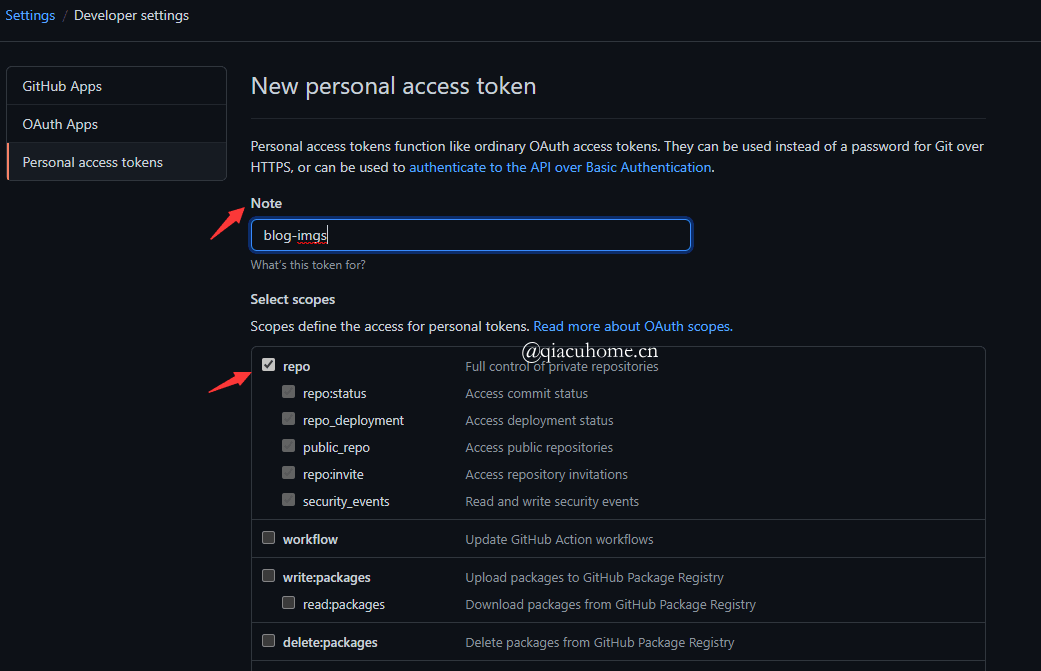 Settings / Developer settings
GitHub Apps
OAuth Apps
Personal access tokens
New personal access token
Personal access tokens function like ordinary OAuth access tokens. They can be used instead of a password for Git over
HTTPS, or can be used to authenticate to the API over Basic Authentication.
Note
blog-imgs
What's this token for?
Select scopes
Scopes define the access for personal tokens. Read more about OAuth scopes.
@qiacuhome.cn
repo Full control of private repositories
repo:status Access commit status
repo_deployment Access deployment status
public_repo Access public repositories
repo:invite Access repository invitations
security_events Read and write security events
workflow Update GitHub Action workflows
write:packages Upload packages to GitHub Package Registry
read:packages Download packages from GitHub Package Registry
delete:packages Delete packages from GitHub Package Registry